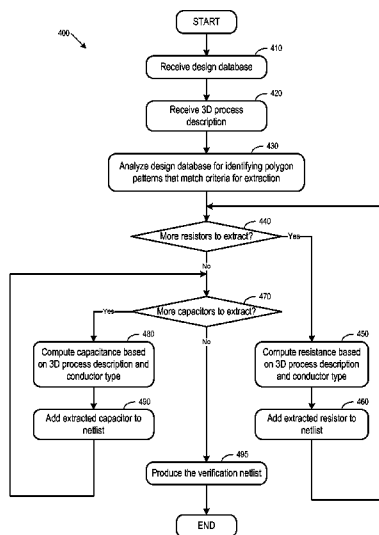 START
400
410
Receive design database
420
Receive 3D process
description
430
Analyze design database for identifying polygon
patterns that match criteria for extraction
440
More resistors to extract?
Yes
No
470
More capacitors to extract?
Yes
No
480
Compute capacitance based
on 3D process description and
conductor type
450
Compute resistance based
on 3D process description
and conductor type
490
Add extracted capacitor to
netlist
460
Add extracted resistor to
netlist
495
Produce the verification netlist
END